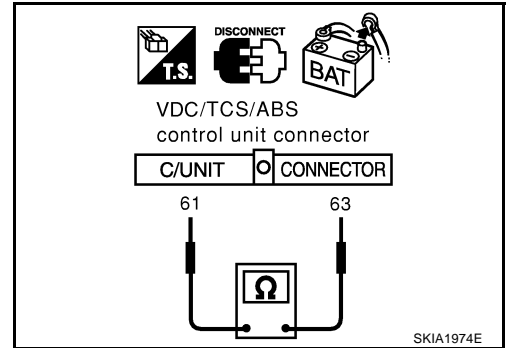 DISCONNECT
T.S.
BAT
VDC/TCS/ABS
control unit connector
C/UNIT CONNECTOR
61 63
Ω
SKIA1974E